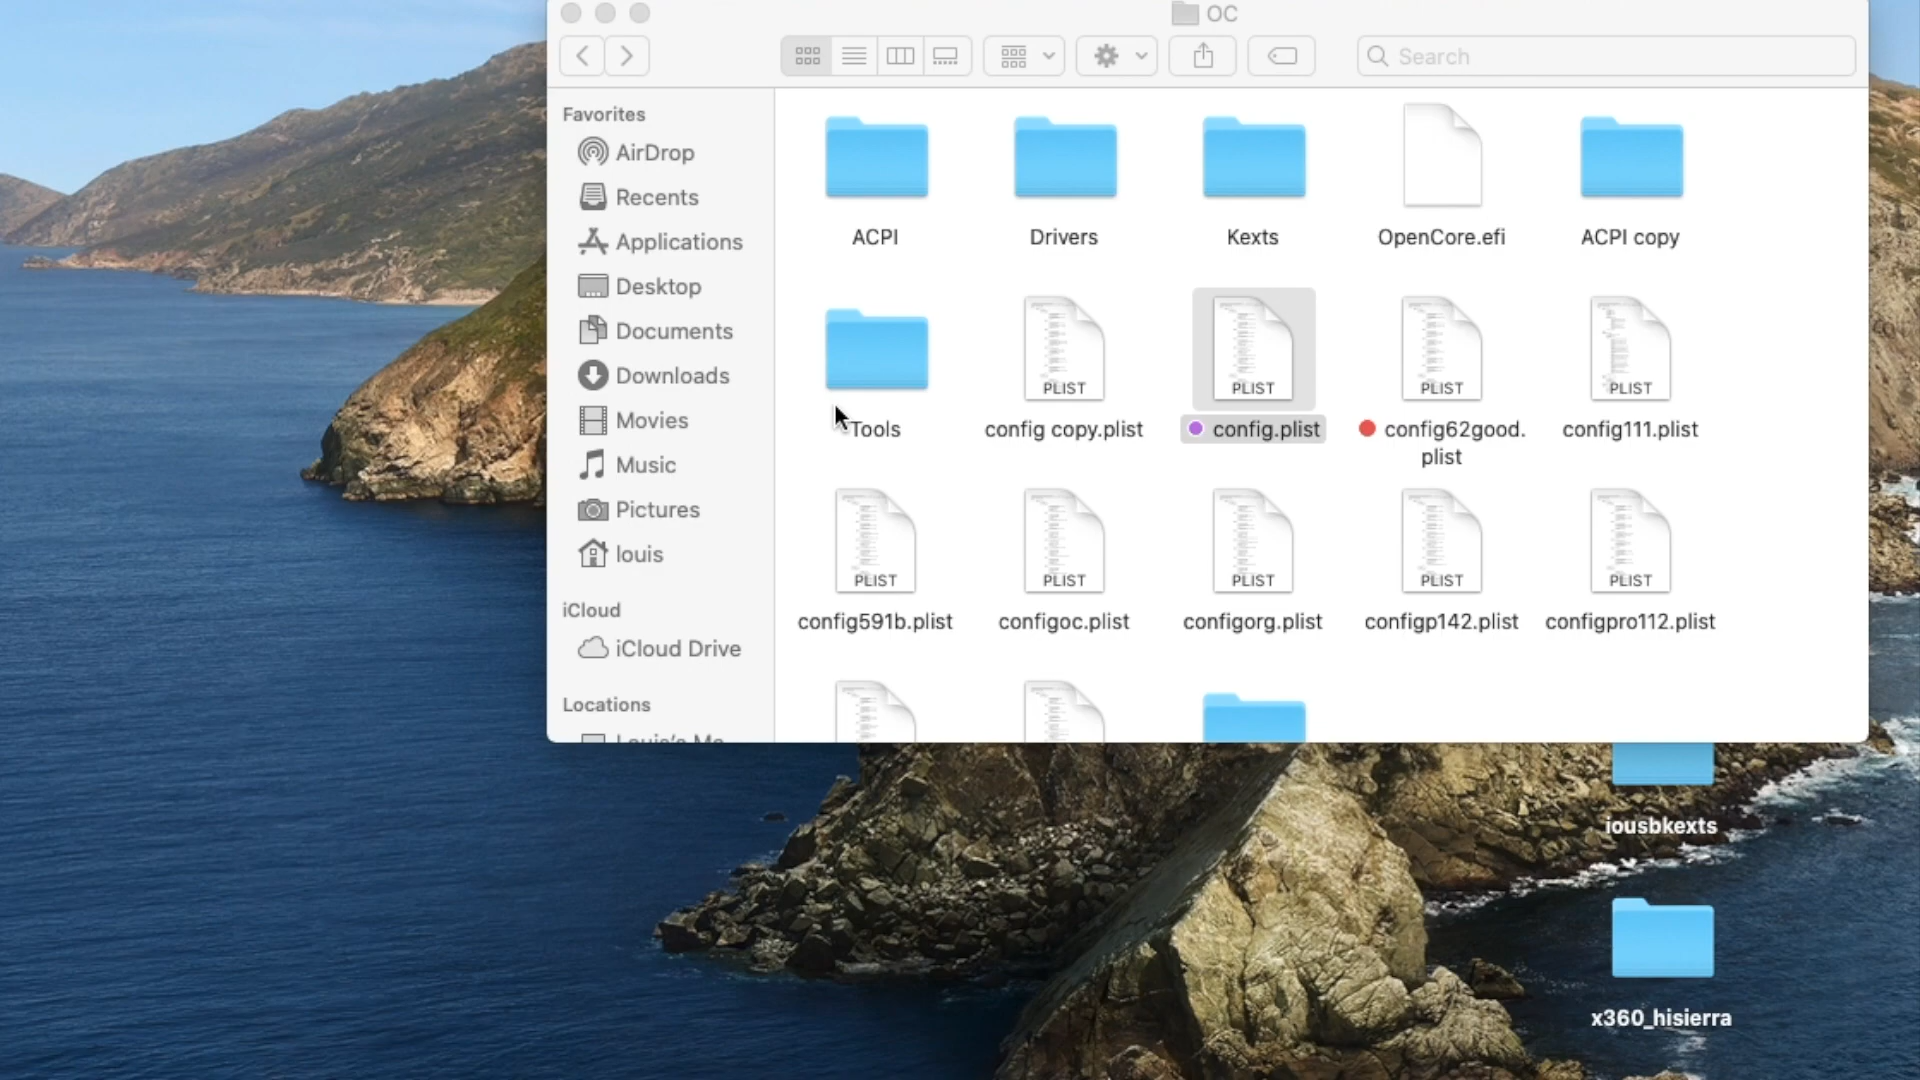 OC
Search
Favorites
AirDrop
Recents
Applications
Desktop
Documents
Downloads
Movies
Music
Pictures
louis
iCloud
iCloud Drive
Locations
Louis's Ma
ACPI
Drivers
Kexts
OpenCore.efi
ACPI copy
Tools
PLIST
config copy.plist
PLIST
config.plist
PLIST
config62good.
plist
PLIST
config111.plist
PLIST
config591b.plist
PLIST
configoc.plist
PLIST
configorg.plist
PLIST
configp142.plist
PLIST
configpro112.plist
iousbkexts
x360_hisierra